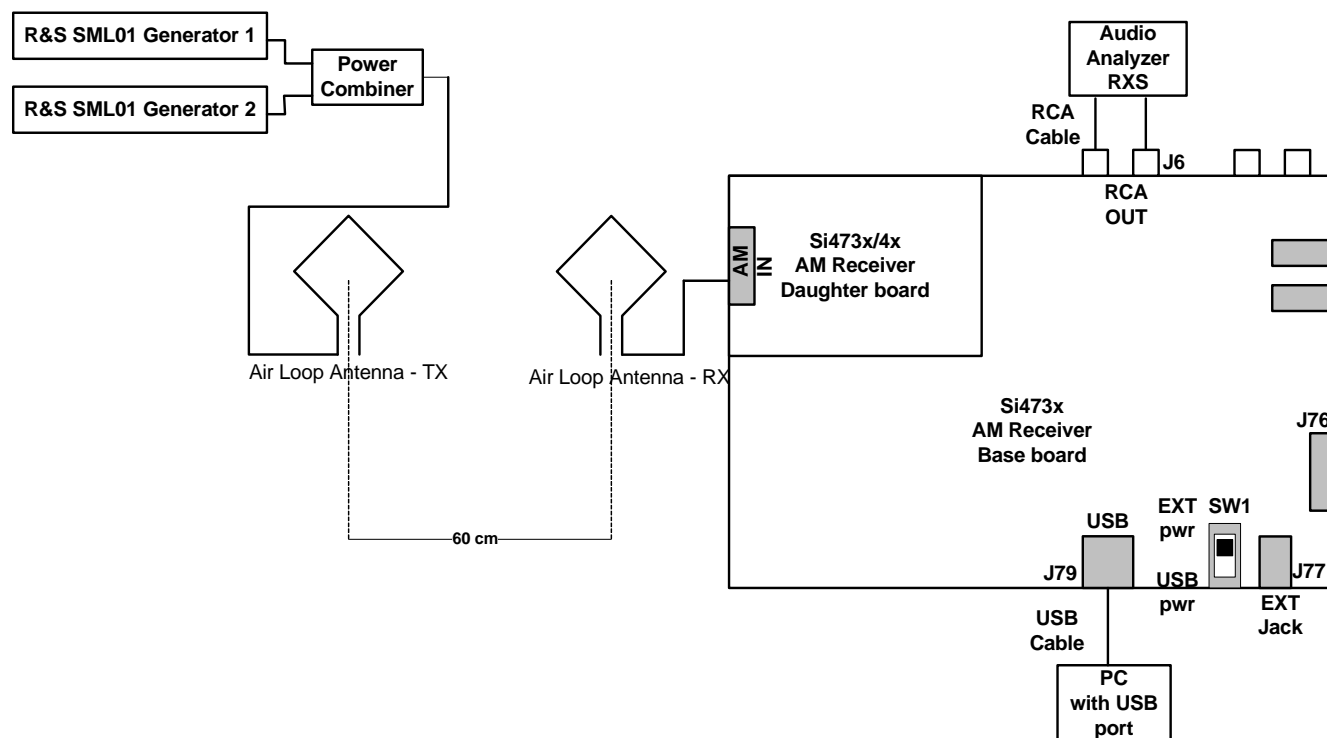 R&S SML01 Generator 1
R&S SML01 Generator 2
Power
Combiner
Audio
Analyzer
RXS
RCA
Cable
J6
RCA
OUT
AM
IN
Si473x/4x
AM Receiver
Daughter board
Air Loop Antenna - TX
Air Loop Antenna - RX
Si473x
AM Receiver
Base board
J76
60 cm
USB
EXT
pwr
SW1
J79
USB
pwr
J77
EXT
Jack
USB
Cable
PC
with USB
port